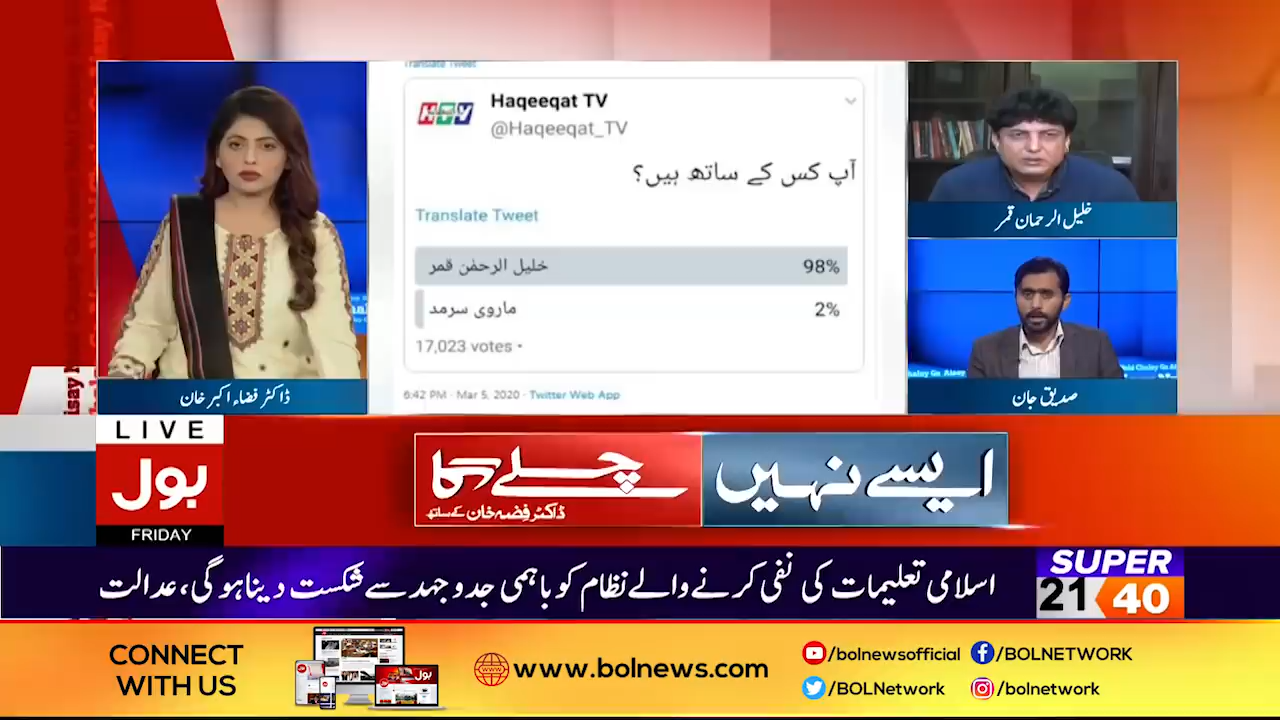 Translate Tweet
Haqeeqat TV
@Haqeeqat_TV
آپ کس کے ساتھ ہیں؟
Translate Tweet
خلیل الرحمٰن قمر 98%
ماروی سرمد 2%
17,023 votes •
6:42 PM · Mar 5, 2020 · Twitter Web App
خلیل الرحمان قمر
صدیق جان
ڈاکٹر فضاء اکبر خان
LIVE
بول
FRIDAY
ایسے نہیں چلے گا
ڈاکٹر فضہ خان کے ساتھ
اسلامی تعلیمات کی نفی کرنے والے نظام کو باہمی جدوجہد سے شکست دینا ہوگی، عدالت
SUPER
21 40
CONNECT
WITH US
www.bolnews.com
/bolnewsofficial
/BOLNETWORK
/BOLNetwork
/bolnetwork